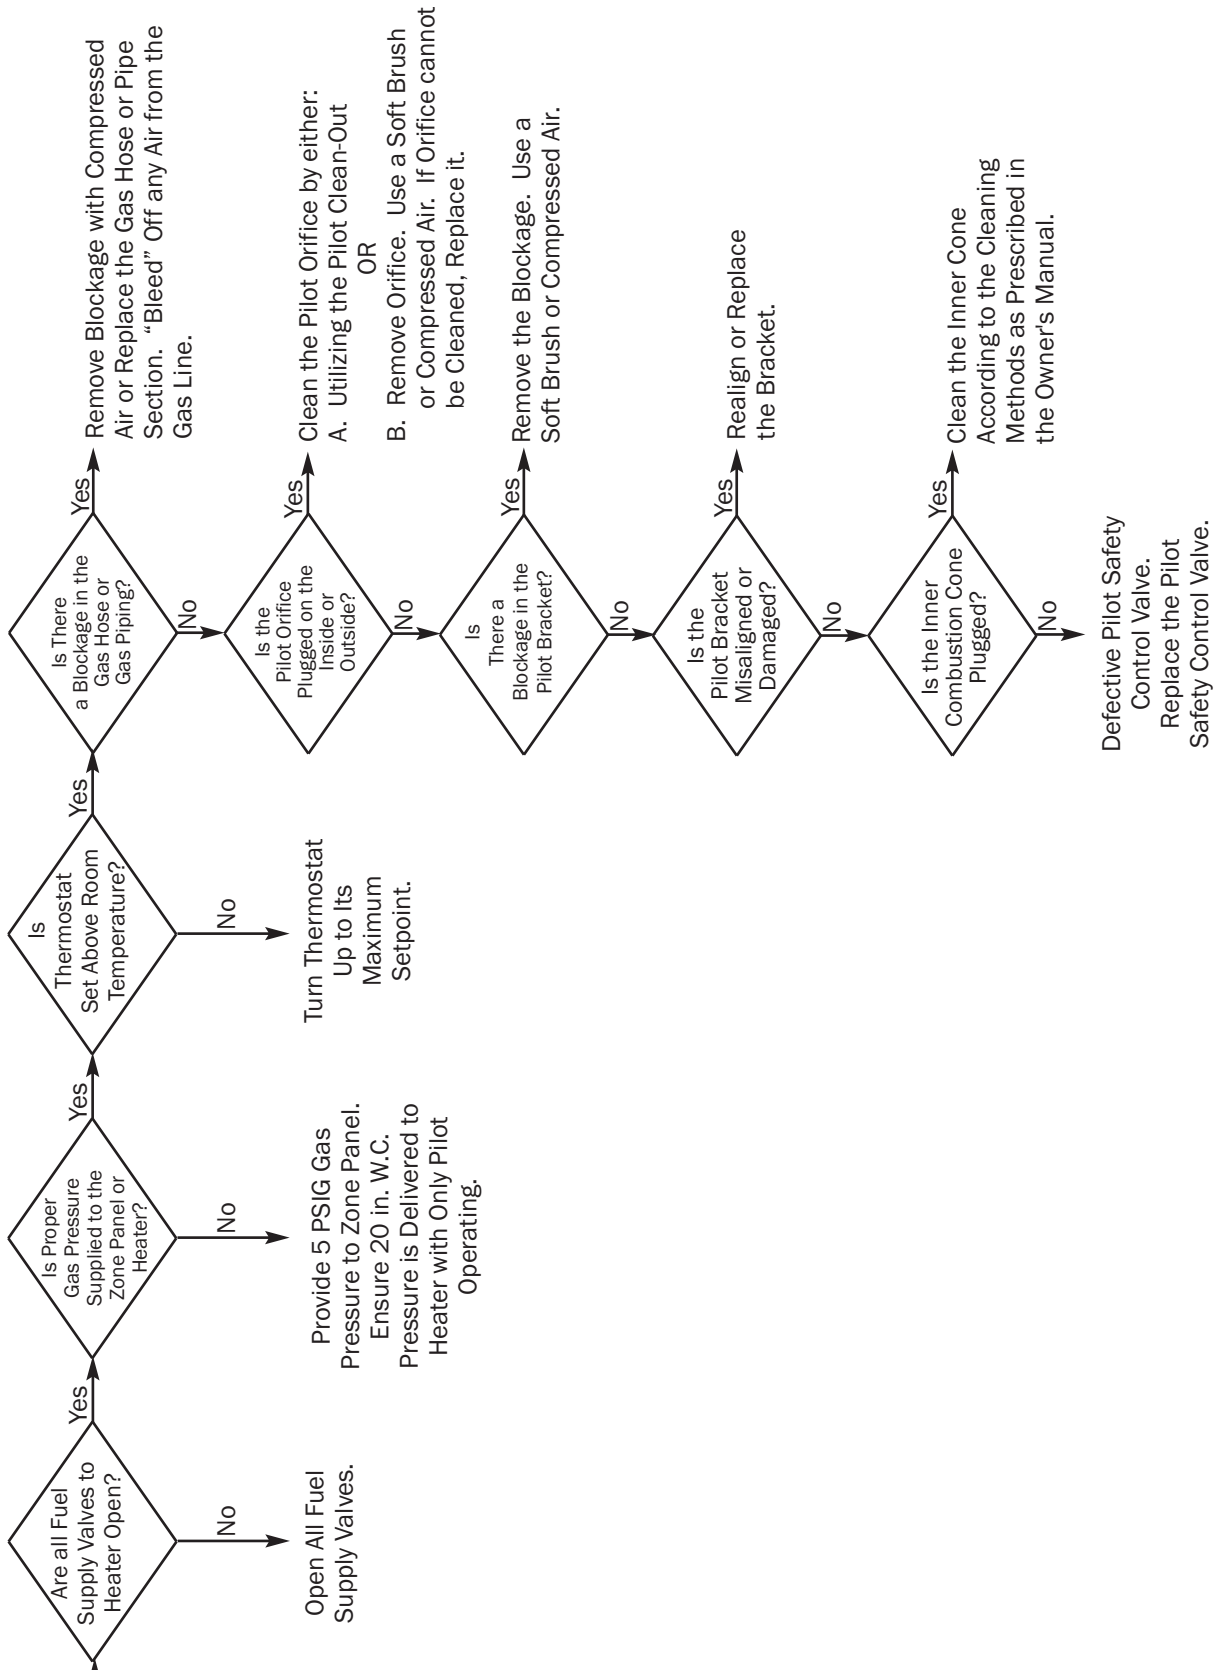 Are all Fuel
Supply Valves to
Heater Open?
Yes
No
Open All Fuel
Supply Valves.
Is Proper
Gas Pressure
Supplied to the
Zone Panel or
Heater?
Yes
No
Provide 5 PSIG Gas
Pressure to Zone Panel.
Ensure 20 in. W.C.
Pressure is Delivered to
Heater with Only Pilot
Operating.
Is
Thermostat
Set Above Room
Temperature?
Yes
No
Turn Thermostat
Up to Its
Maximum
Setpoint.
Is There
a Blockage in the
Gas Hose or
Gas Piping?
Yes
Remove Blockage with Compressed
Air or Replace the Gas Hose or Pipe
Section. “Bleed” Off any Air from the
Gas Line.
No
Is the
Pilot Orifice
Plugged on the
Inside or
Outside?
Yes
Clean the Pilot Orifice by either:
A. Utilizing the Pilot Clean-Out
OR
B. Remove Orifice. Use a Soft Brush
or Compressed Air. If Orifice cannot
be Cleaned, Replace it.
No
Is
There a
Blockage in the
Pilot Bracket?
Yes
Remove the Blockage. Use a
Soft Brush or Compressed Air.
No
Is the
Pilot Bracket
Misaligned or
Damaged?
Yes
Realign or Replace
the Bracket.
No
Is the Inner
Combustion Cone
Plugged?
Yes
Clean the Inner Cone
According to the Cleaning
Methods as Prescribed in
the Owner's Manual.
No
Defective Pilot Safety
Control Valve.
Replace the Pilot
Safety Control Valve.